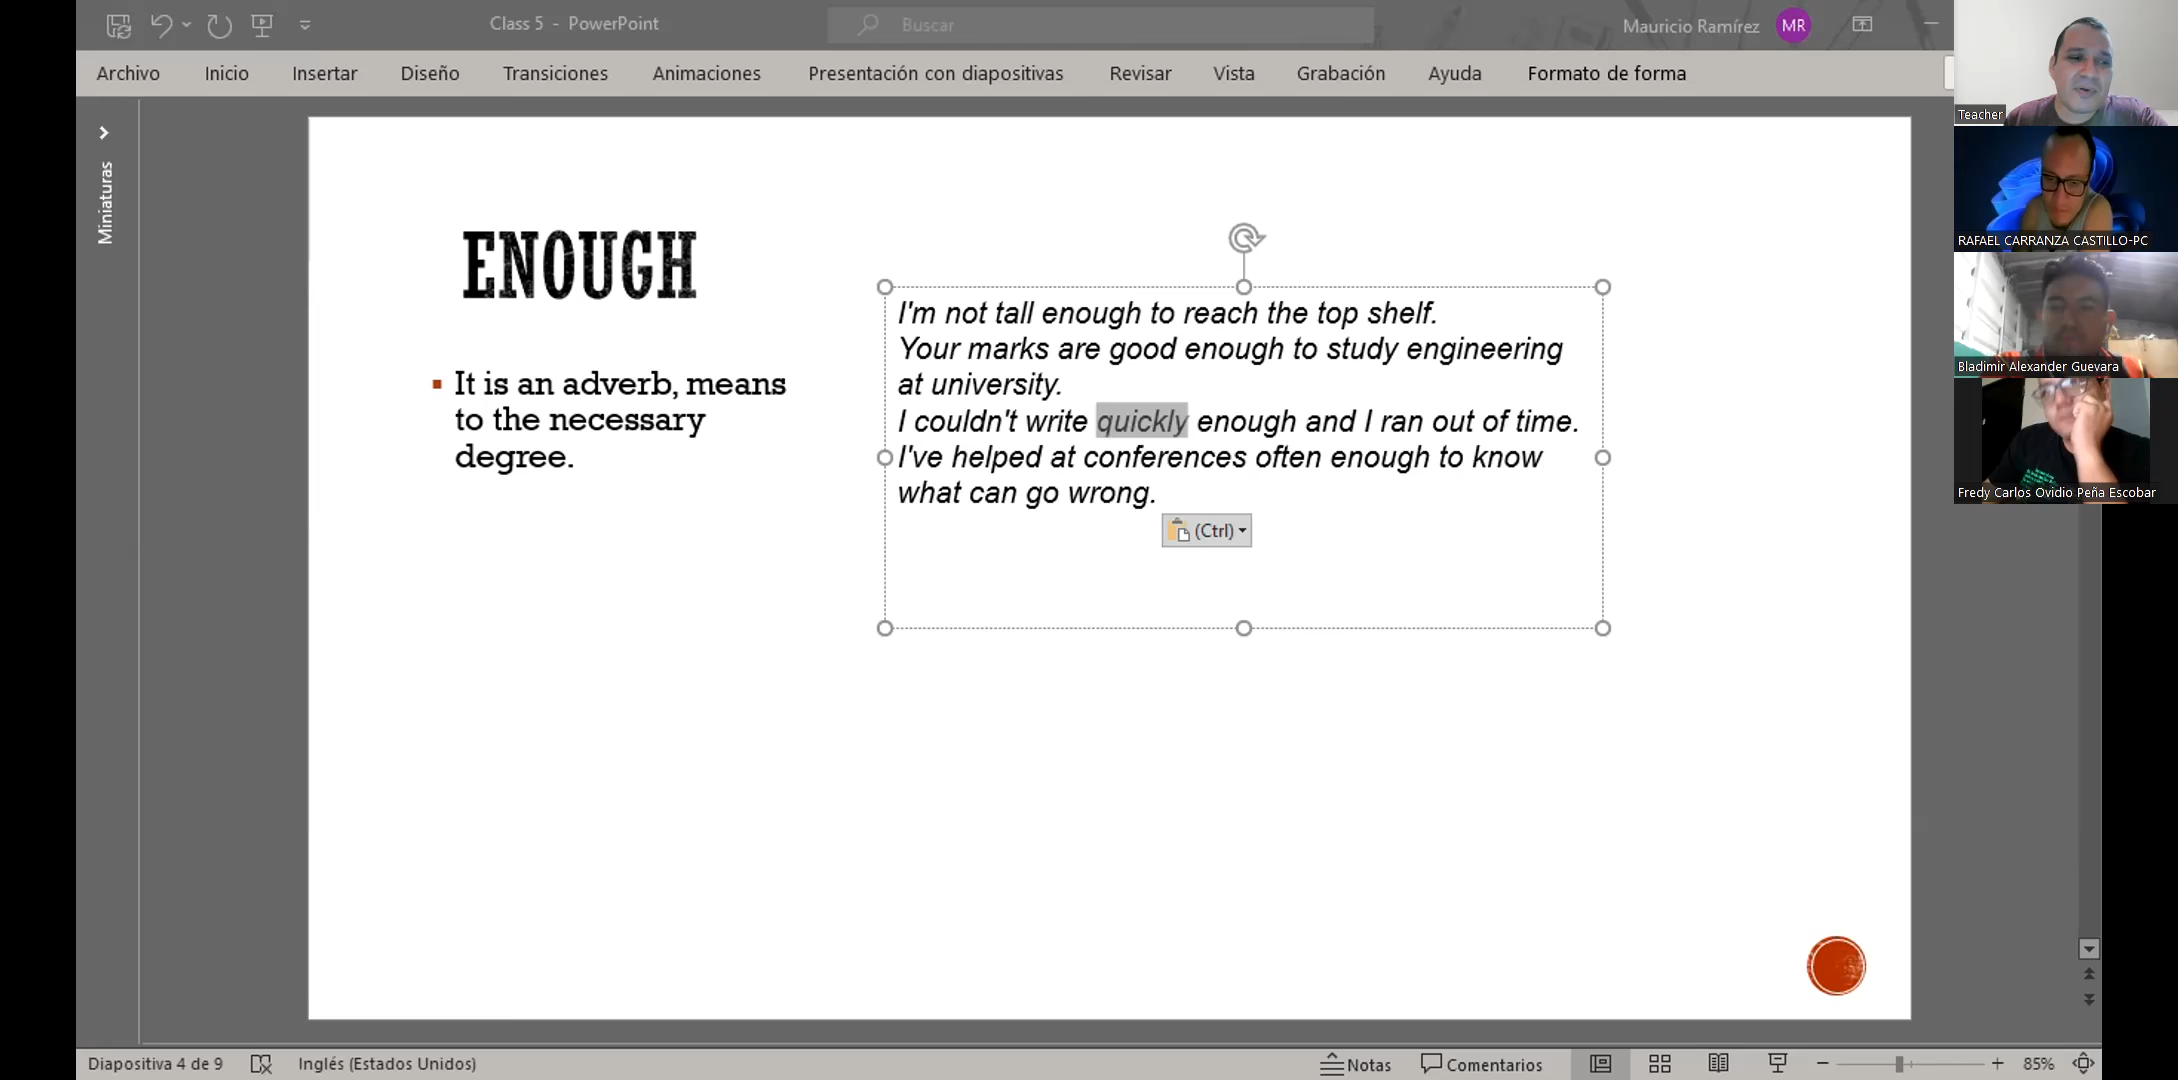 Class 5 - PowerPoint
Buscar
Mauricio Ramírez
MR
Archivo
Inicio
Insertar
Diseño
Transiciones
Animaciones
Presentación con diapositivas
Revisar
Vista
Grabación
Ayuda
Formato de forma
Miniaturas
ENOUGH
It is an adverb, means
to the necessary
degree.
I'm not tall enough to reach the top shelf.
Your marks are good enough to study engineering
at university.
I couldn't write quickly enough and I ran out of time.
I've helped at conferences often enough to know
what can go wrong.
(Ctrl)
Teacher
RAFAEL CARRANZA CASTILLO-PC
Bladimir Alexander Guevara
Fredy Carlos Ovidio Peña Escobar
Diapositiva 4 de 9
Inglés (Estados Unidos)
Notas
Comentarios
85%